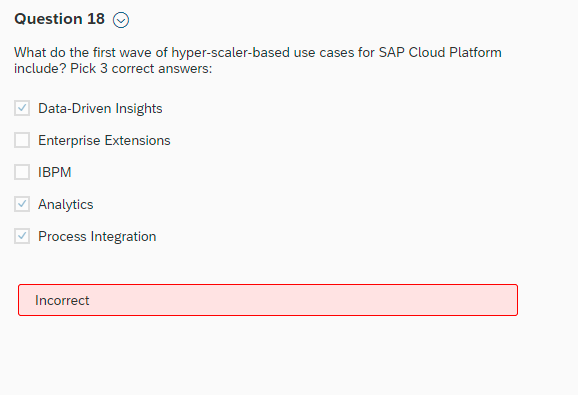 Question 18
What do the first wave of hyper-scaler-based use cases for SAP Cloud Platform
include? Pick 3 correct answers:
Data-Driven Insights
Enterprise Extensions
IBPM
Analytics
Process Integration
Incorrect